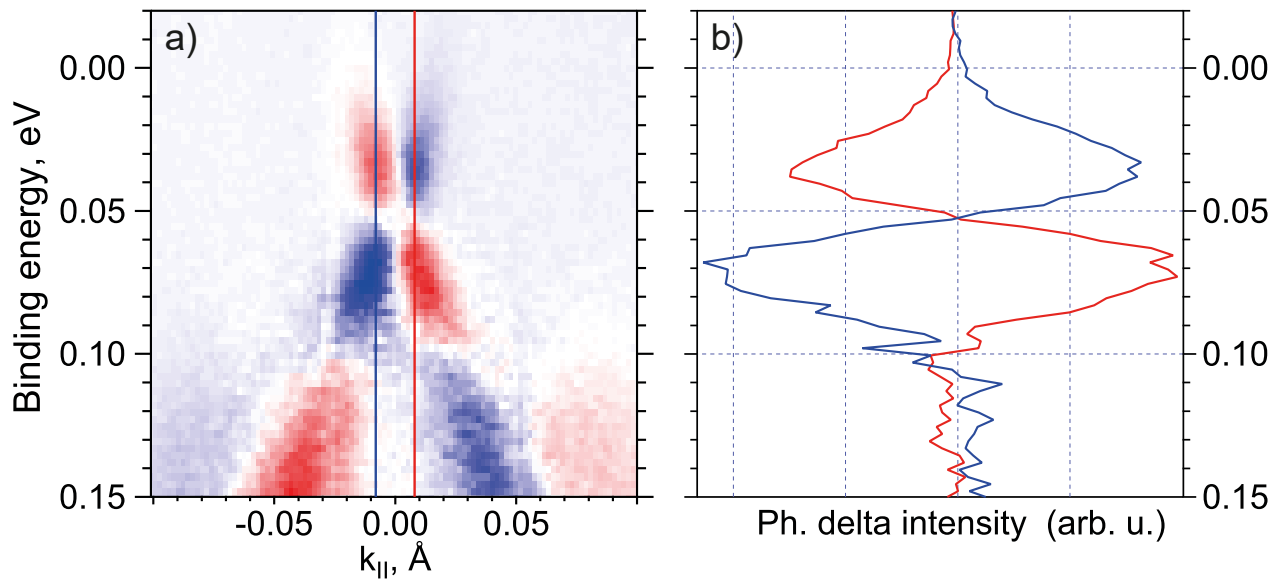 a)
b)
0.00
0.05
0.10
0.15
Binding energy, eV
-0.05
0.00
0.05
k||, Å
0.00
0.05
0.10
0.15
Ph. delta intensity (arb. u.)